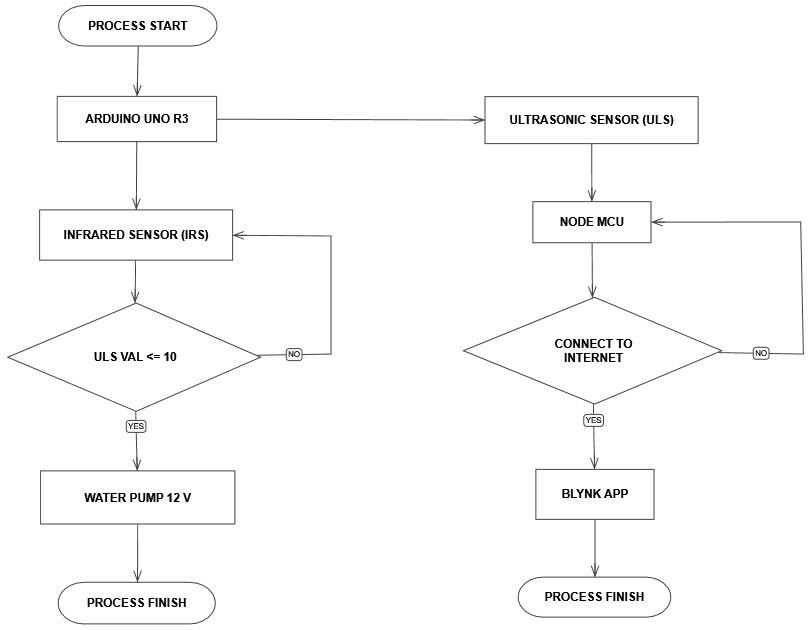 PROCESS START
ARDUINO UNO R3
ULTRASONIC SENSOR (ULS)
INFRARED SENSOR (IRS)
NODE MCU
ULS VAL <= 10
NO
CONNECT TO
INTERNET
NO
YES
YES
WATER PUMP 12 V
BLYNK APP
PROCESS FINISH
PROCESS FINISH